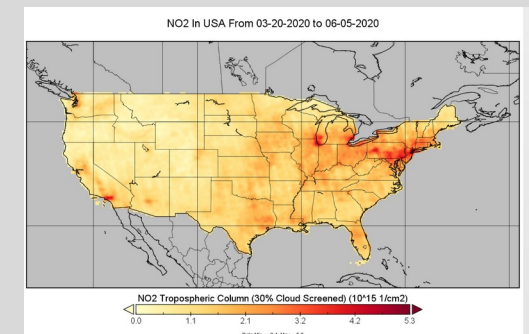 NO2 In USA From 03-20-2020 to 06-05-2020
NO2 Tropospheric Column (30% Cloud Screened) (10^15 1/cm2)
0.0 1.1 2.1 3.2 4.2 5.3